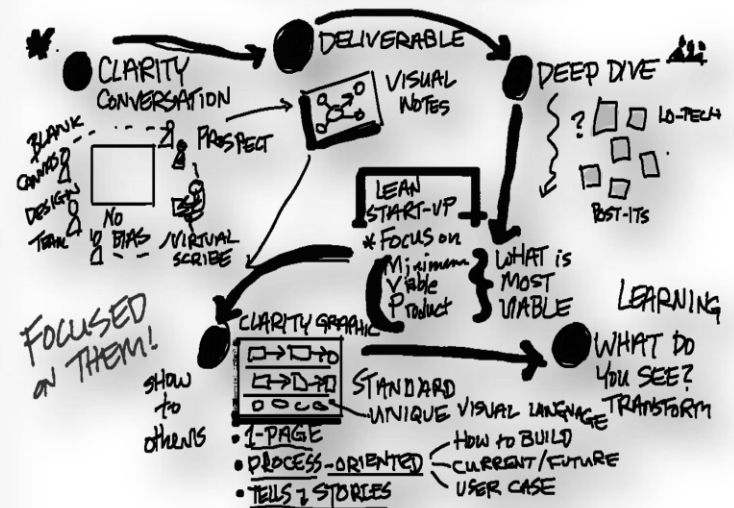 * CLARITY
CONVERSATION
DELIVERABLE
DEEP DIVE
VISUAL
NOTES
PROSPECT
BLANK
CANVAS
DESIGN
TEAM
NO
BIAS
VIRTUAL
SCRIBE
?
LO-TECH
POST-ITS
LEAN
START-UP
* FOCUS ON
Minimum
Viable
Product
WHAT is
MOST
VIABLE
FOCUSED
ON THEM!
CLARITY GRAPHIC
SHOW
to
others
STANDARD
UNIQUE VISUAL LANGUAGE
• 1-PAGE
• PROCESS-ORIENTED
HOW to BUILD
CURRENT/FUTURE
USER CASE
• TELLS 2 STORIES
LEARNING
WHAT DO
YOU SEE?
TRANSFORM